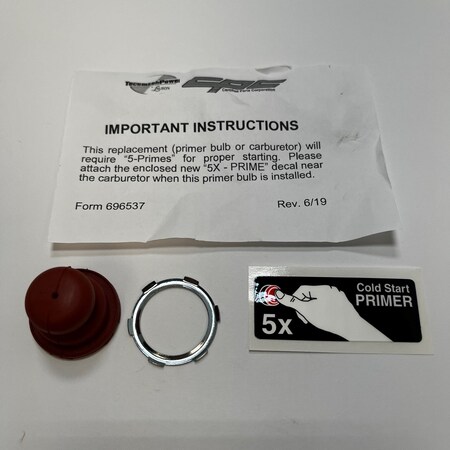 TecumsehPower
CPC
IMPORTANT INSTRUCTIONS
This replacement (primer bulb or carburetor) will
require "5-Primes" for proper starting. Please
attach the enclosed new "5X - PRIME" decal near
the carburetor when this primer bulb is installed.
Form 696537 Rev. 6/19
Cold Start
PRIMER
5x